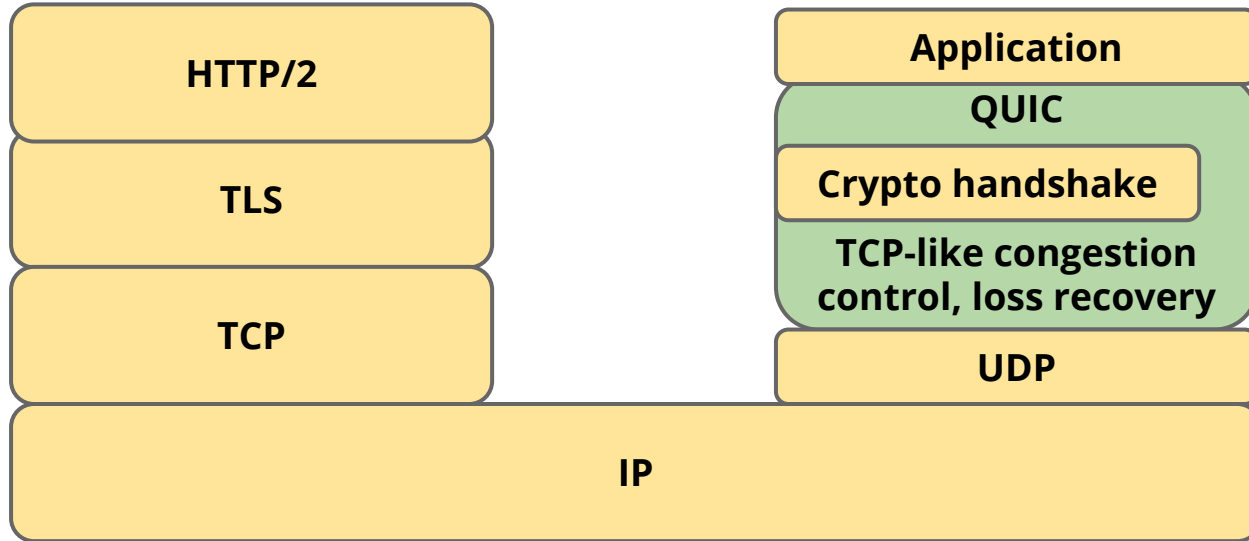 HTTP/2
TLS
TCP
Application
QUIC
Crypto handshake
TCP-like congestion
control, loss recovery
UDP
IP